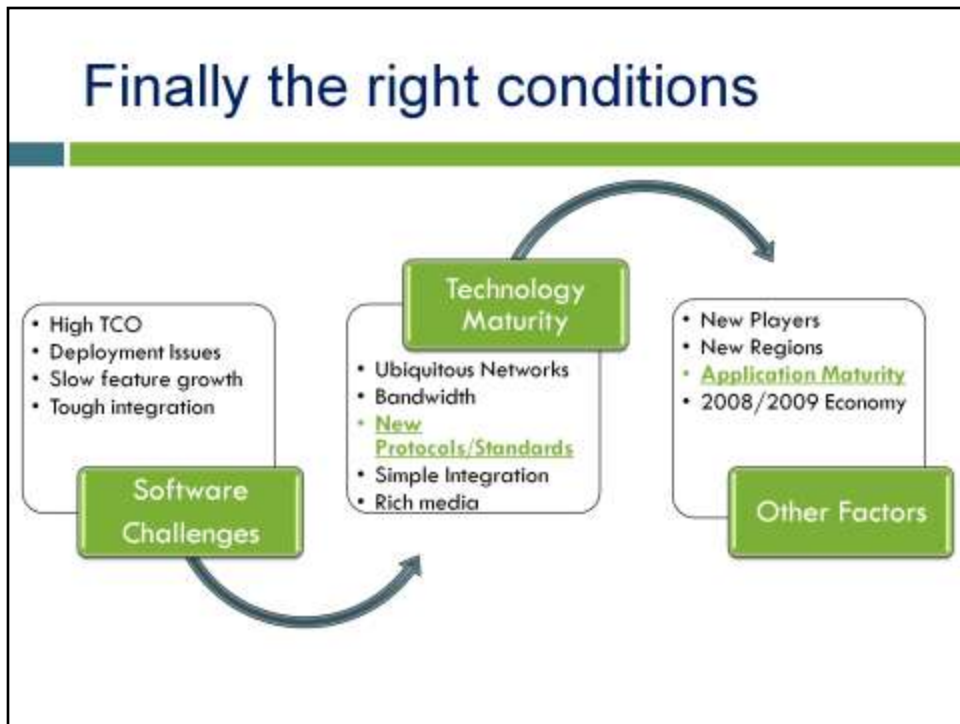 Finally the right conditions
• High TCO
• Deployment Issues
• Slow feature growth
• Tough integration
Software
Challenges
Technology
Maturity
• Ubiquitous Networks
• Bandwidth
• New
Protocols/Standards
• Simple Integration
• Rich media
• New Players
• New Regions
• Application Maturity
• 2008/2009 Economy
Other Factors